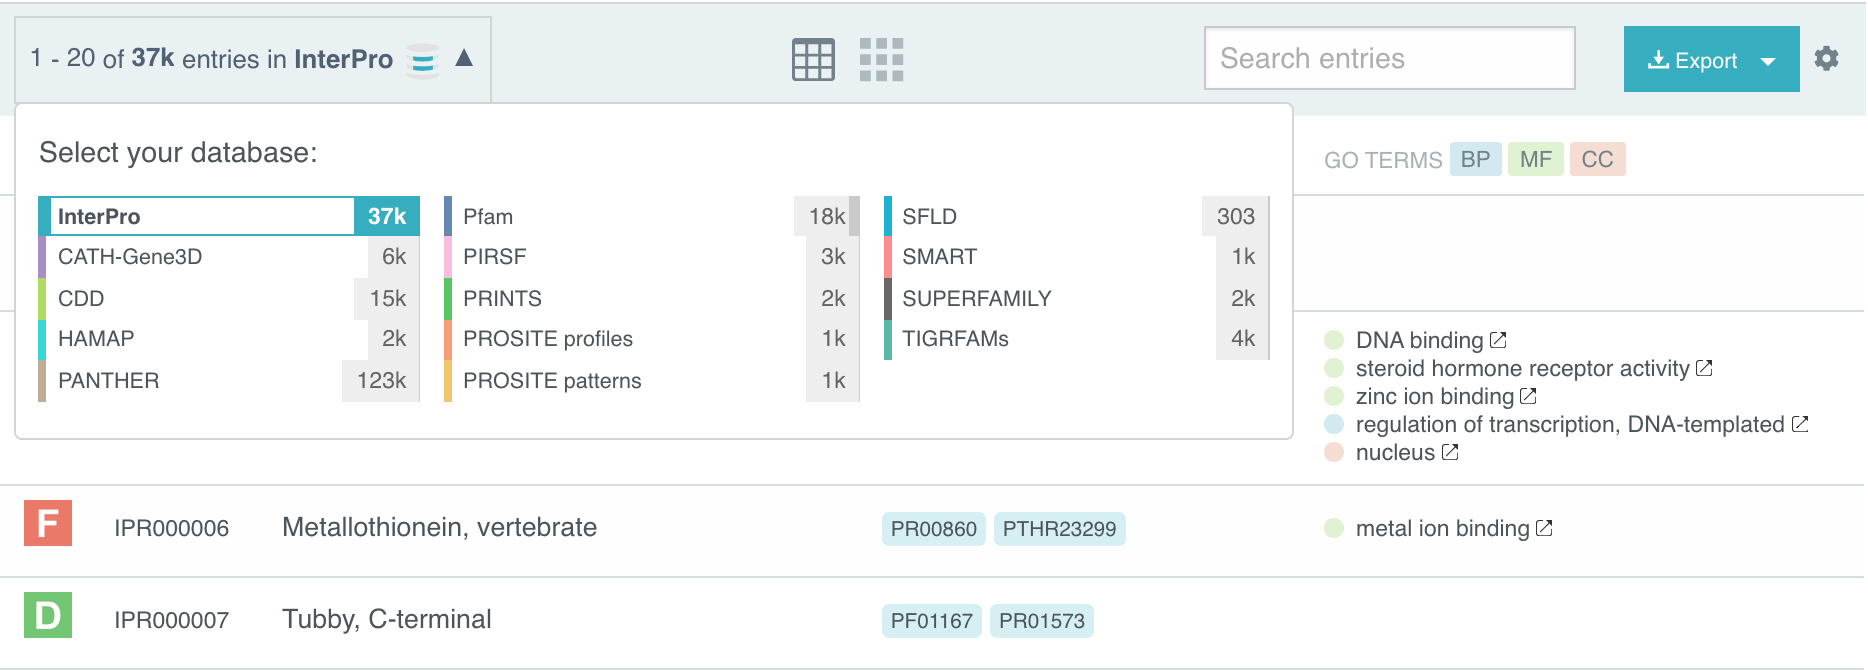 1 - 20 of 37k entries in InterPro
Search entries
Export
Select your database:
GO TERMS BP MF CC
InterPro 37k
CATH-Gene3D 6k
CDD 15k
HAMAP 2k
PANTHER 123k
Pfam 18k
PIRSF 3k
PRINTS 2k
PROSITE profiles 1k
PROSITE patterns 1k
SFLD 303
SMART 1k
SUPERFAMILY 2k
TIGRFAMs 4k
DNA binding
steroid hormone receptor activity
zinc ion binding
regulation of transcription, DNA-templated
nucleus
F IPR000006 Metallothionein, vertebrate PR00860 PTHR23299 metal ion binding
D IPR000007 Tubby, C-terminal PF01167 PR01573